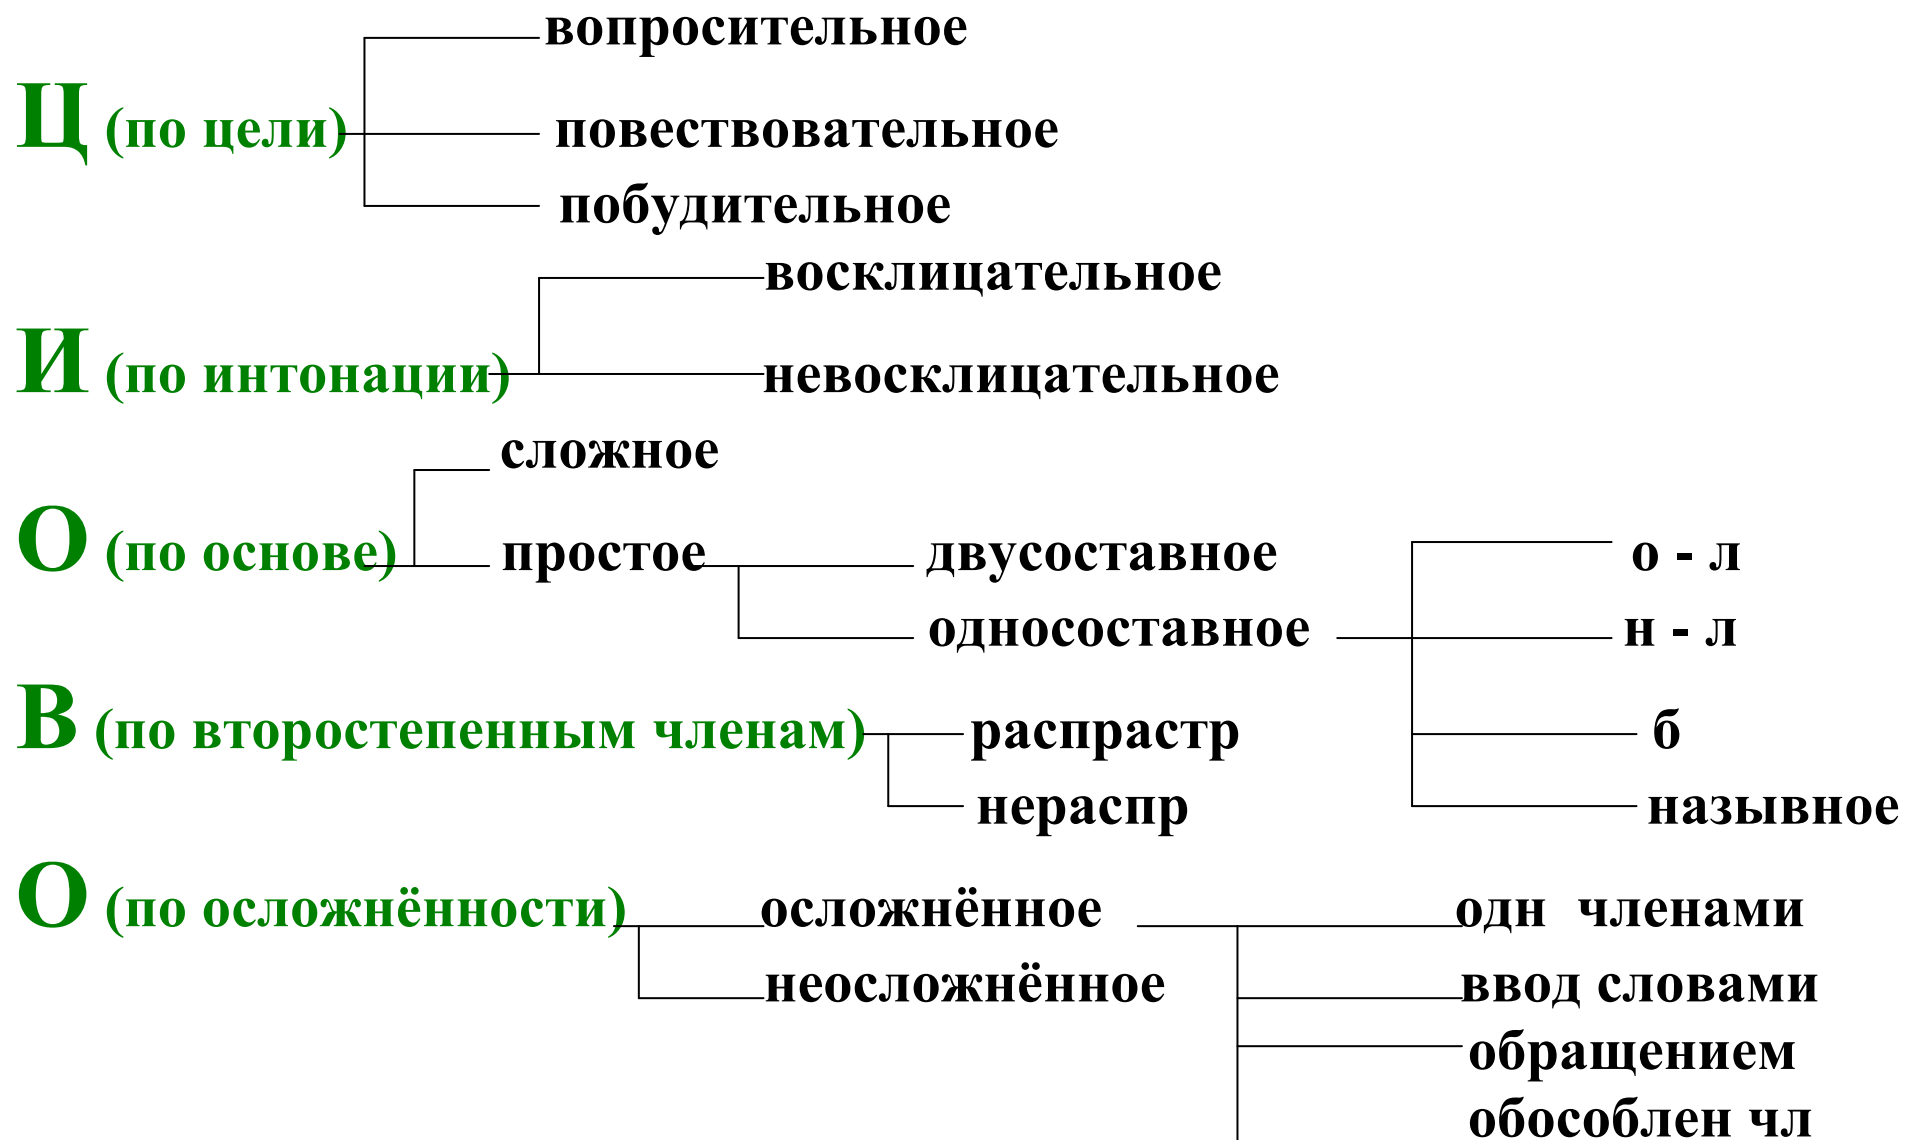 вопросительное
Ц (по цели) повествовательное
побудительное
восклицательное
И (по интонации) невосклицательное
сложное
О (по основе) простое двусоставное о - л
односоставное н - л
В (по второстепенным членам) распрастр б
нераспр назывное
О (по осложнённости) осложнённое одн членами
неосложнённое ввод словами
обращением
обособлен чл